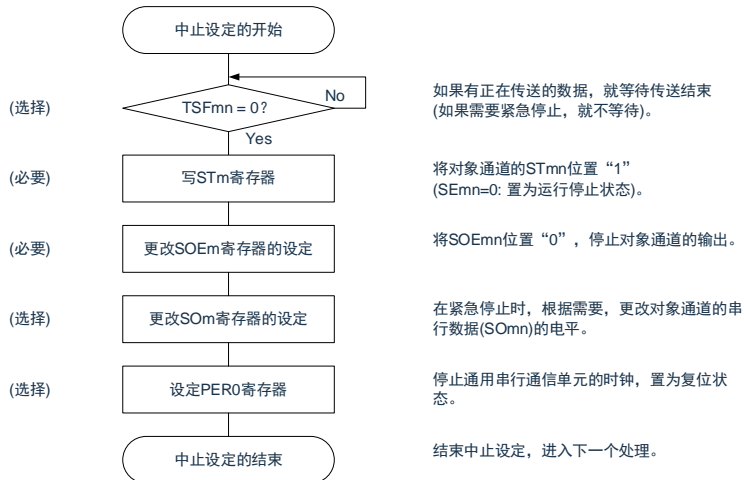 中止设定的开始
No
(选择)
TSFmn = 0?
如果有正在传送的数据，就等待传送结束
(如果需要紧急停止，就不等待)。
Yes
(必要)
写STm寄存器
将对象通道的STmn位置“1”
(SEmn=0: 置为运行停止状态)。
(必要)
更改SOEm寄存器的设定
将SOEmn位置“0”，停止对象通道的输出。
(选择)
更改SOm寄存器的设定
在紧急停止时，根据需要，更改对象通道的串
行数据(SOmn)的电平。
(选择)
设定PER0寄存器
停止通用串行通信单元的时钟，置为复位状
态。
中止设定的结束
结束中止设定，进入下一个处理。